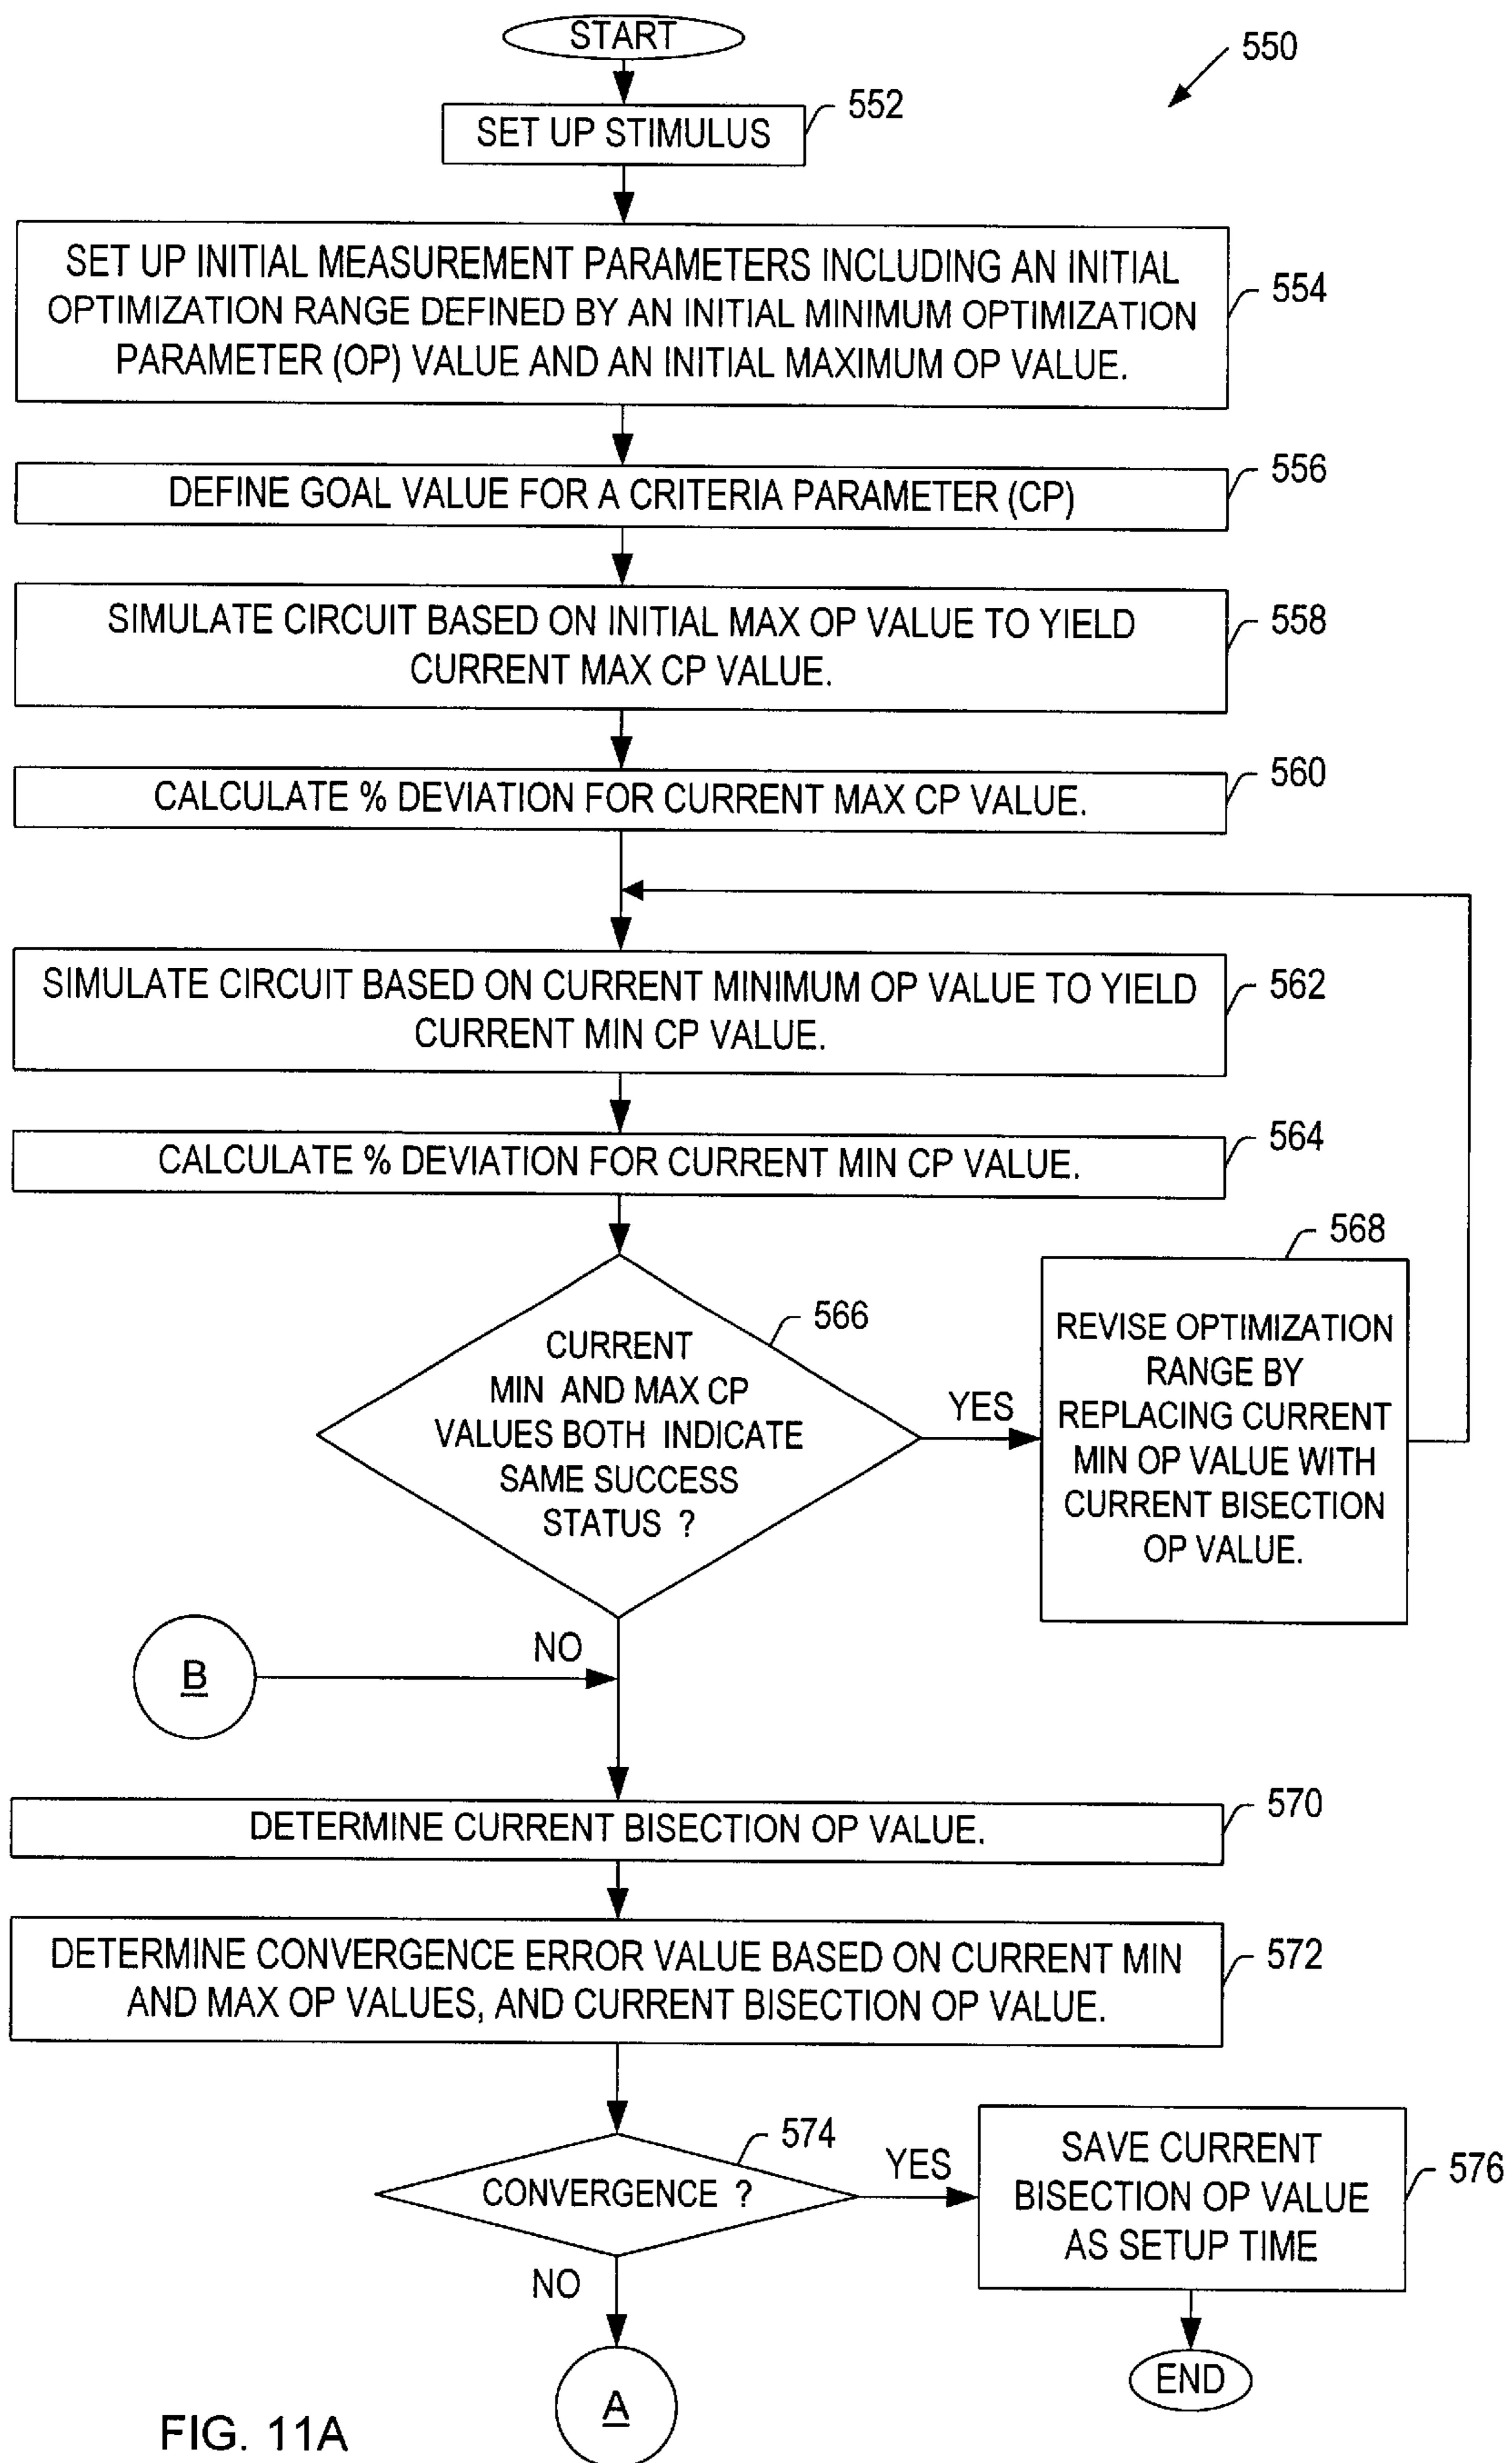 START
550
552
SET UP STIMULUS
SET UP INITIAL MEASUREMENT PARAMETERS INCLUDING AN INITIAL
OPTIMIZATION RANGE DEFINED BY AN INITIAL MINIMUM OPTIMIZATION
PARAMETER (OP) VALUE AND AN INITIAL MAXIMUM OP VALUE.
554
DEFINE GOAL VALUE FOR A CRITERIA PARAMETER (CP)
556
SIMULATE CIRCUIT BASED ON INITIAL MAX OP VALUE TO YIELD
CURRENT MAX CP VALUE.
558
CALCULATE % DEVIATION FOR CURRENT MAX CP VALUE.
560
SIMULATE CIRCUIT BASED ON CURRENT MINIMUM OP VALUE TO YIELD
CURRENT MIN CP VALUE.
562
CALCULATE % DEVIATION FOR CURRENT MIN CP VALUE.
564
566
CURRENT
MIN AND MAX CP
VALUES BOTH INDICATE
SAME SUCCESS
STATUS ?
YES
568
REVISE OPTIMIZATION
RANGE BY
REPLACING CURRENT
MIN OP VALUE WITH
CURRENT BISECTION
OP VALUE.
NO
B
DETERMINE CURRENT BISECTION OP VALUE.
570
DETERMINE CONVERGENCE ERROR VALUE BASED ON CURRENT MIN
AND MAX OP VALUES, AND CURRENT BISECTION OP VALUE.
572
574
CONVERGENCE ?
YES
SAVE CURRENT
BISECTION OP VALUE
AS SETUP TIME
576
NO
END
A
FIG. 11A